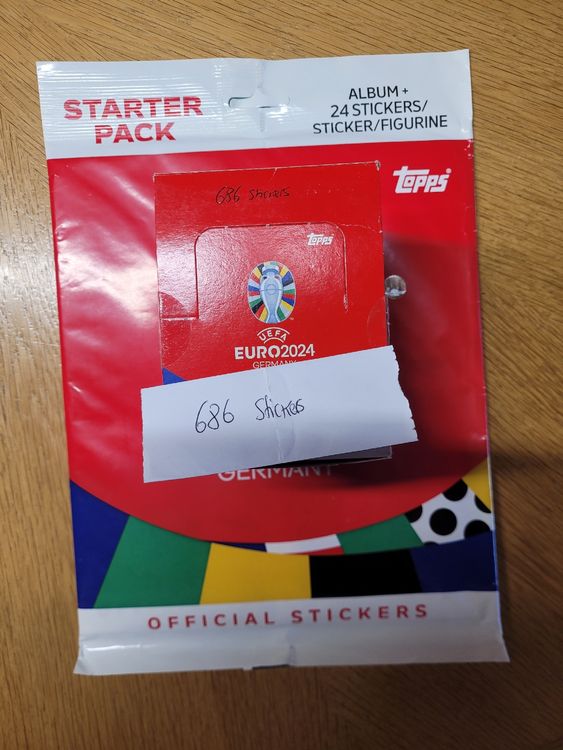 STARTER
PACK
ALBUM +
24 STICKERS/
STICKER/FIGURINE
topps
686 Stickers
topps
UEFA
EURO2024
GERMANY
686 Stickers
GERMANY
OFFICIAL STICKERS